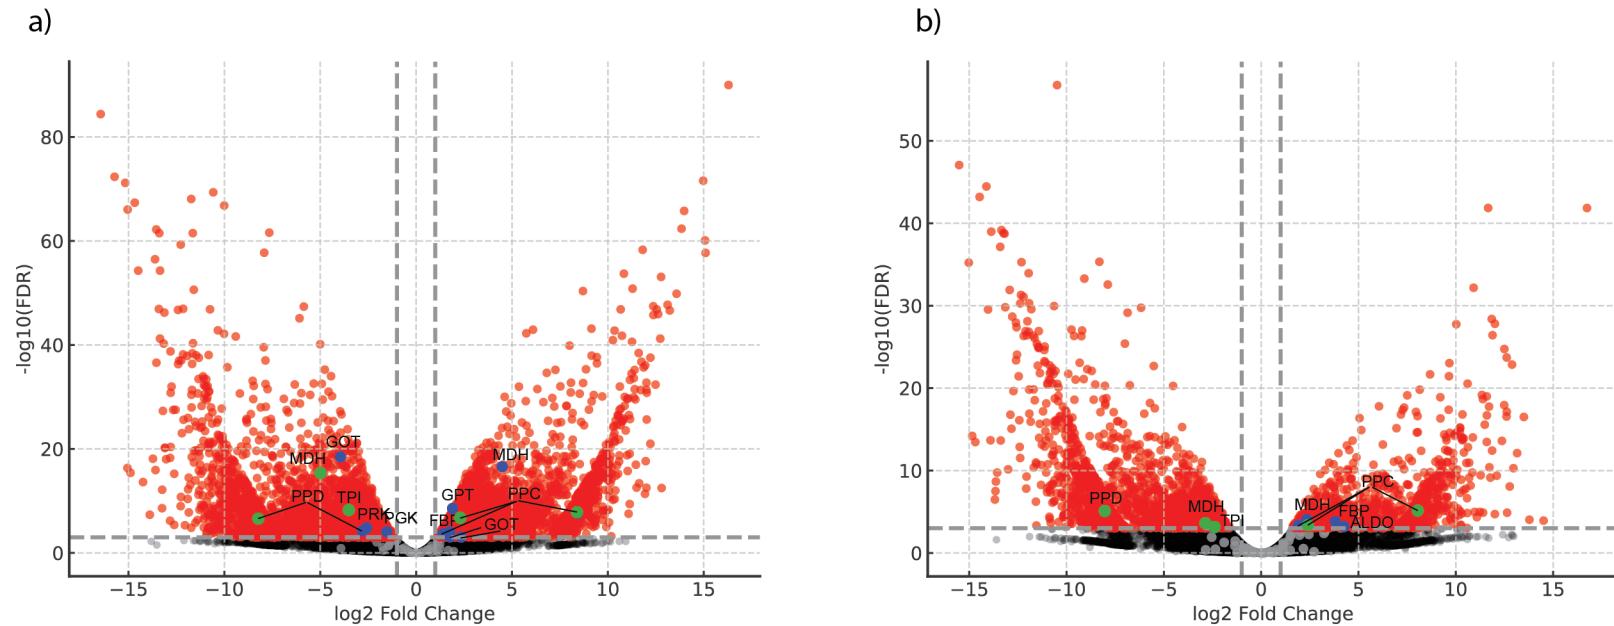 a)
-log10(FDR)
80
60
40
20
0
GOT
MDH
PPD
TPI
PRK
PGK
MDH
GPT
PPC
FBP
GOT
−15
−10
−5
0
5
10
15
log2 Fold Change
b)
-log10(FDR)
50
40
30
20
10
0
PPD
MDH
TPI
PPC
MDH
FBP
ALDO
−15
−10
−5
0
5
10
15
log2 Fold Change